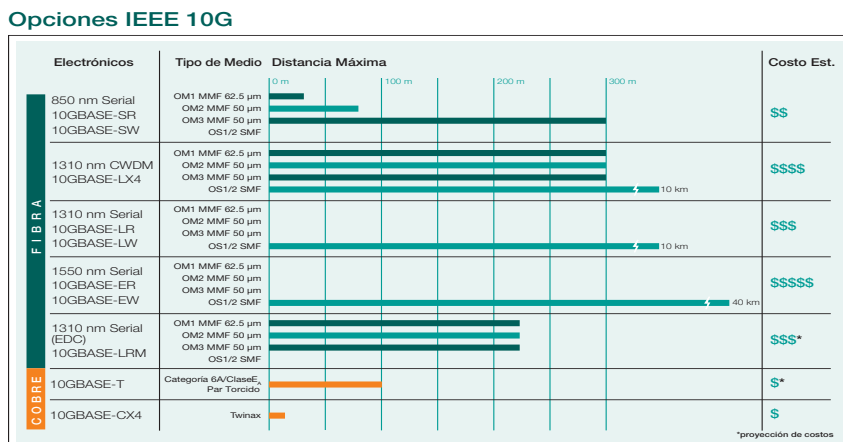 Opciones IEEE 10G
Electrónicos Tipo de Medio Distancia Máxima Costo Est.
0 m 100 m 200 m 300 m
FIBRA
850 nm Serial
10GBASE-SR
10GBASE-SW
OM1 MMF 62.5 µm
OM2 MMF 50 µm
OM3 MMF 50 µm
OS1/2 SMF
$$
1310 nm CWDM
10GBASE-LX4
OM1 MMF 62.5 µm
OM2 MMF 50 µm
OM3 MMF 50 µm
OS1/2 SMF
10 km
$$$$
1310 nm Serial
10GBASE-LR
10GBASE-LW
OM1 MMF 62.5 µm
OM2 MMF 50 µm
OM3 MMF 50 µm
OS1/2 SMF
10 km
$$$
1550 nm Serial
10GBASE-ER
10GBASE-EW
OM1 MMF 62.5 µm
OM2 MMF 50 µm
OM3 MMF 50 µm
OS1/2 SMF
40 km
$$$$$
1310 nm Serial
(EDC)
10GBASE-LRM
OM1 MMF 62.5 µm
OM2 MMF 50 µm
OM3 MMF 50 µm
OS1/2 SMF
$$$*
COBRE
10GBASE-T
Categoría 6A/ClaseE_A
Par Torcido
$*
10GBASE-CX4
Twinax
$
*proyección de costos